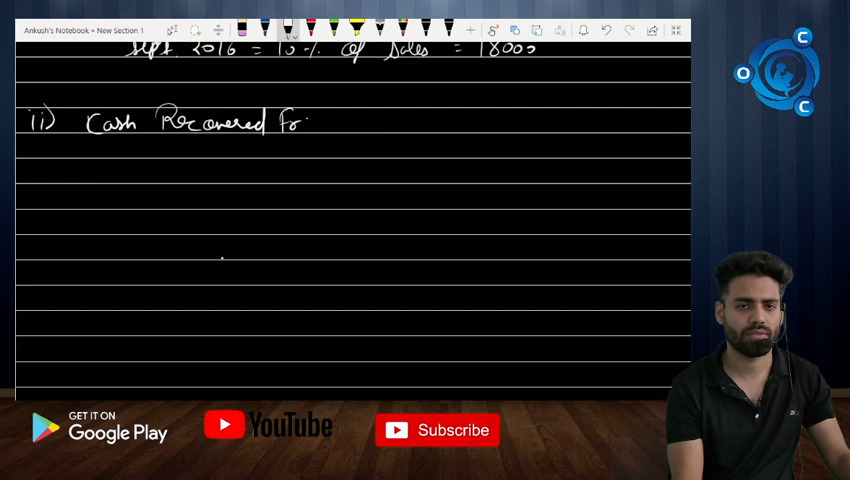 Ankush's Notebook » New Section 1
Sept. 2016 = 10% of Sales = 18000
ii) Cash Recovered Fr
C
O
C
GET IT ON
Google Play
YouTube
Subscribe